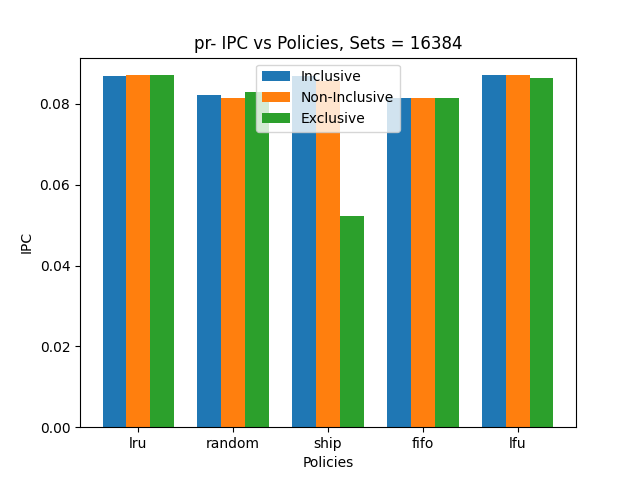 pr- IPC vs Policies, Sets = 16384
Inclusive
Non-Inclusive
Exclusive
0.08
0.06
0.04
0.02
0.00
IPC
lru random ship fifo lfu
Policies